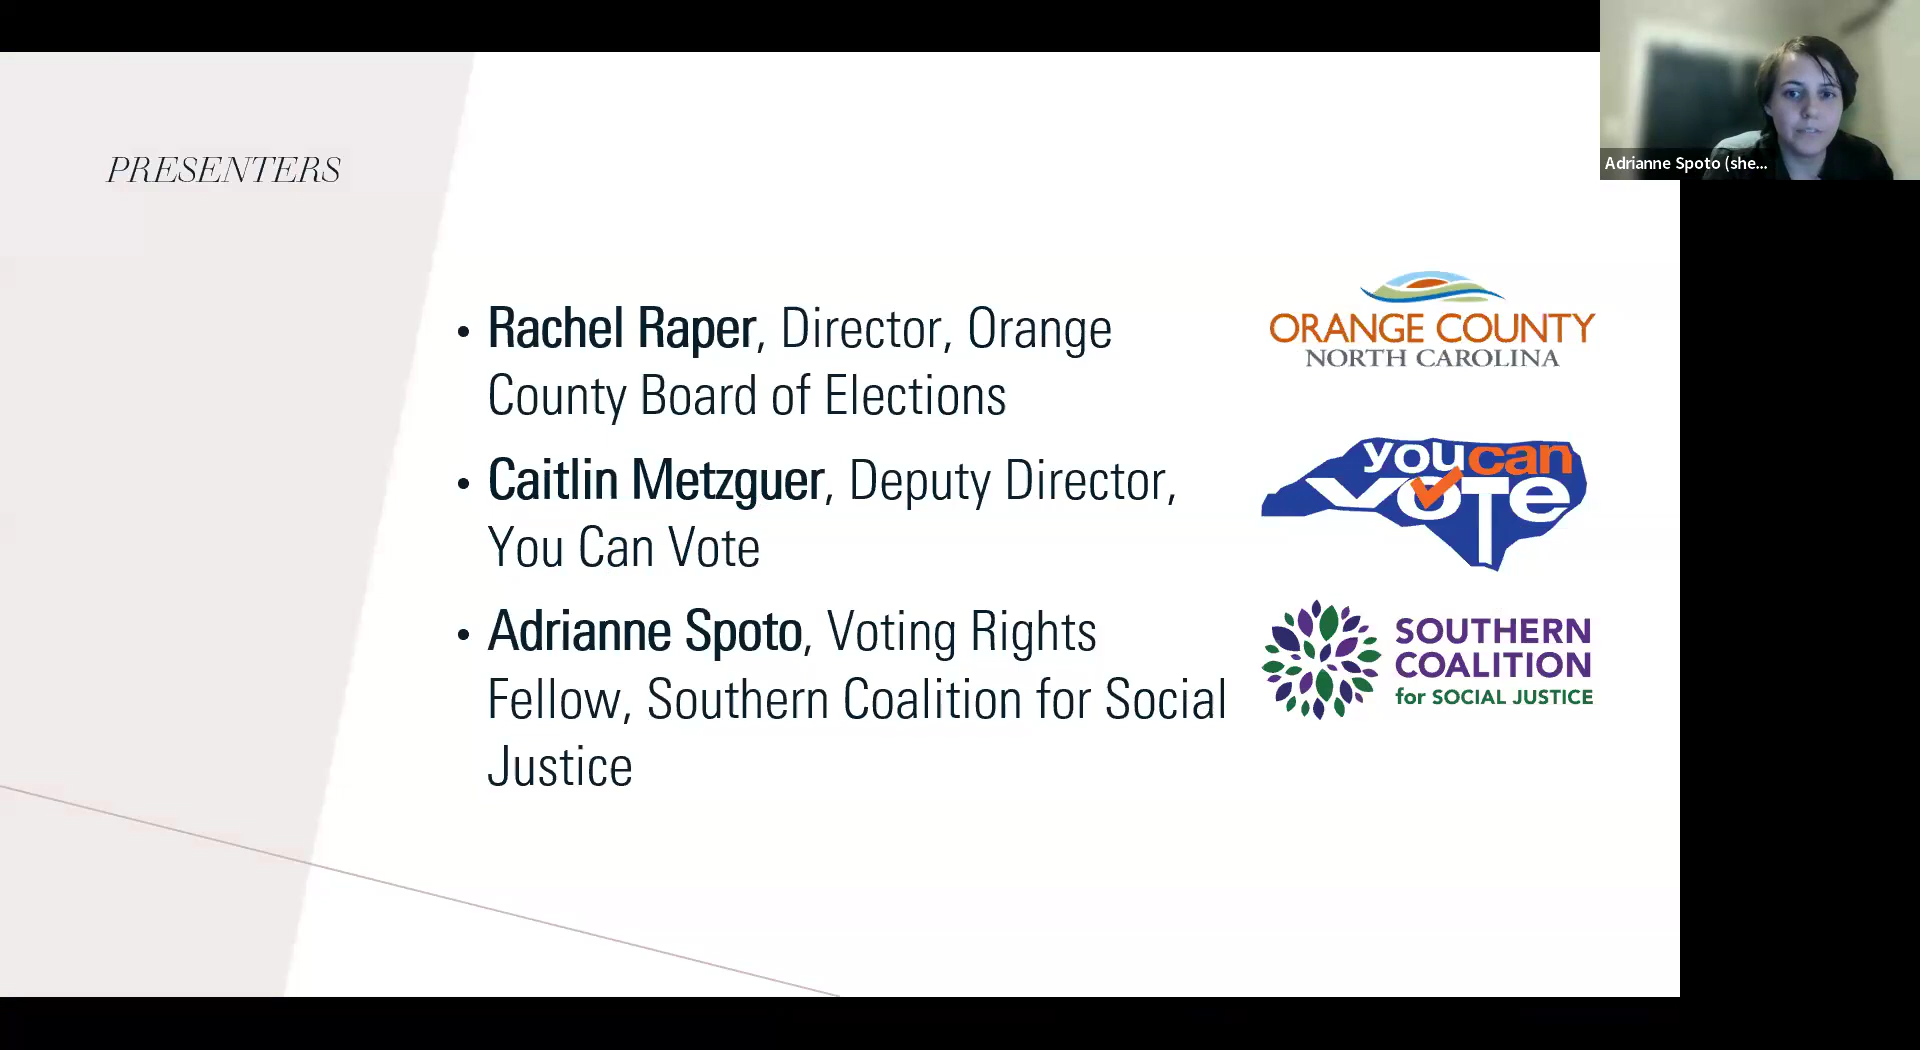 PRESENTERS
• Rachel Raper, Director, Orange
County Board of Elections
• Caitlin Metzguer, Deputy Director,
You Can Vote
• Adrianne Spoto, Voting Rights
Fellow, Southern Coalition for Social
Justice
ORANGE COUNTY
NORTH CAROLINA
you can
VOTe
SOUTHERN
COALITION
for SOCIAL JUSTICE
Adrianne Spoto (she...